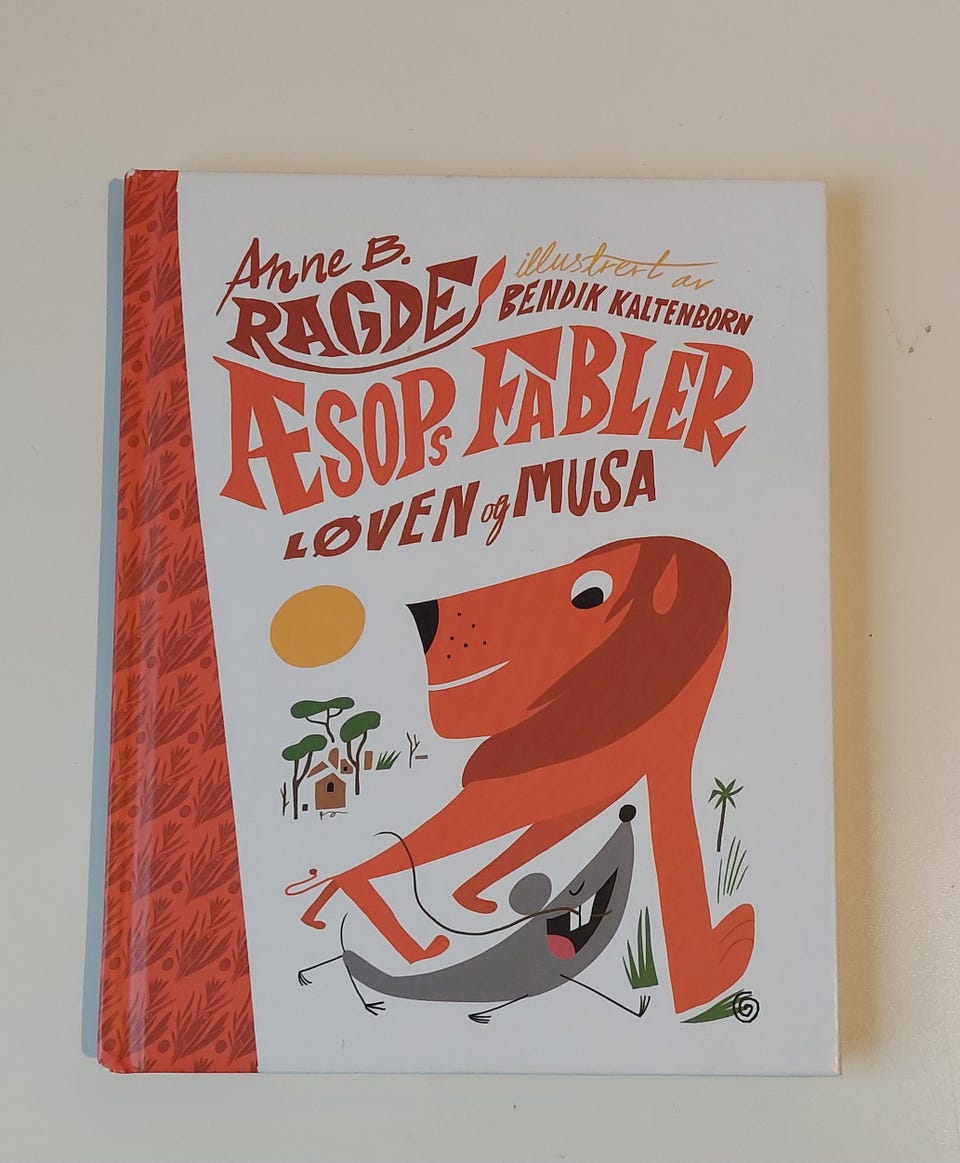 Anne B.
RAGDE
illustrert av
BENDIK KALTENBORN
ÆSOPs FABLER
LØVEN og MUSA